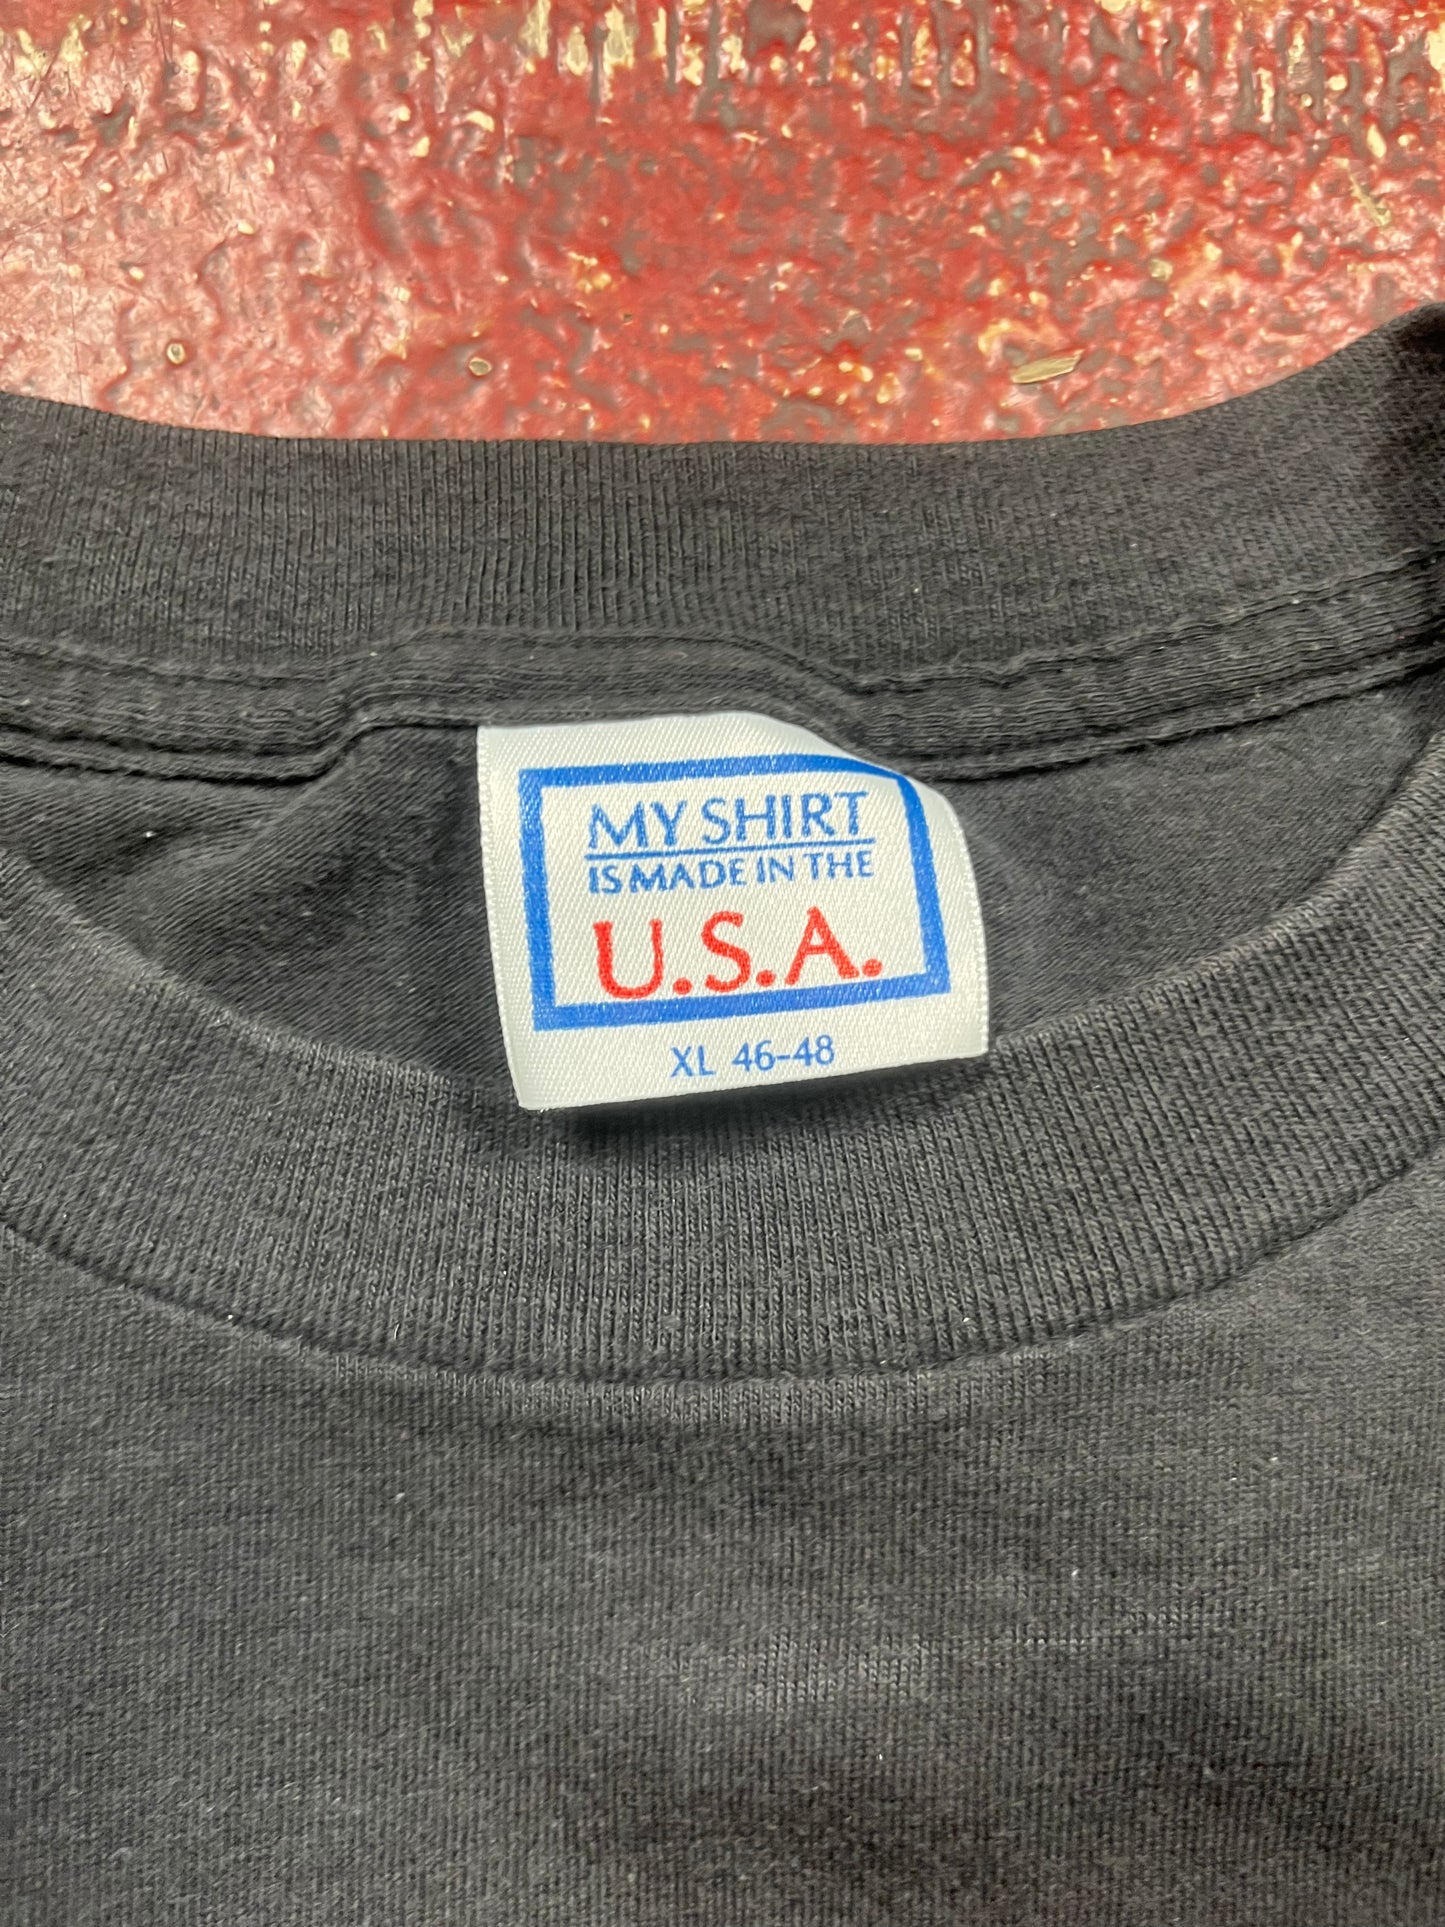 MY SHIRT
IS MADE IN THE
U.S.A.
XL 46-48